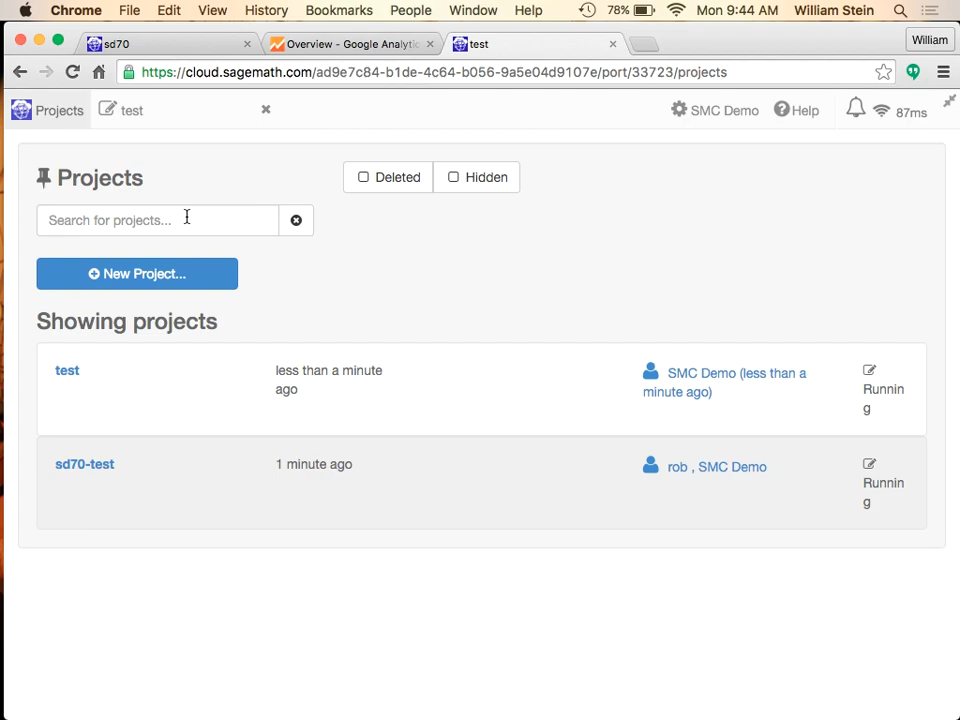 Chrome File Edit View History Bookmarks People Window Help 78% Mon 9:44 AM William Stein
sd70 Overview - Google Analytic test William
https://cloud.sagemath.com/ad9e7c84-b1de-4c64-b056-9a5e04d9107e/port/33723/projects
Projects test SMC Demo Help 87ms
Projects Deleted Hidden
Search for projects...
New Project...
Showing projects
test less than a minute ago SMC Demo (less than a minute ago) Running
sd70-test 1 minute ago rob , SMC Demo Running